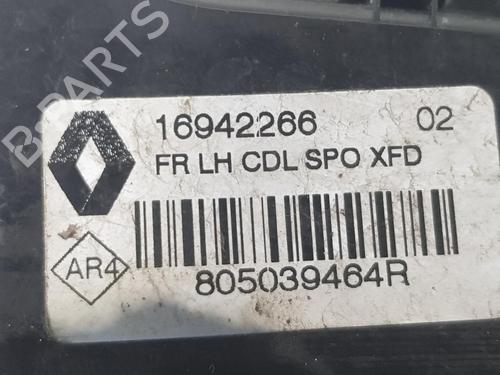 B-PARTS
16942266 02
FR LH CDL SPO XFD
AR4
805039464R